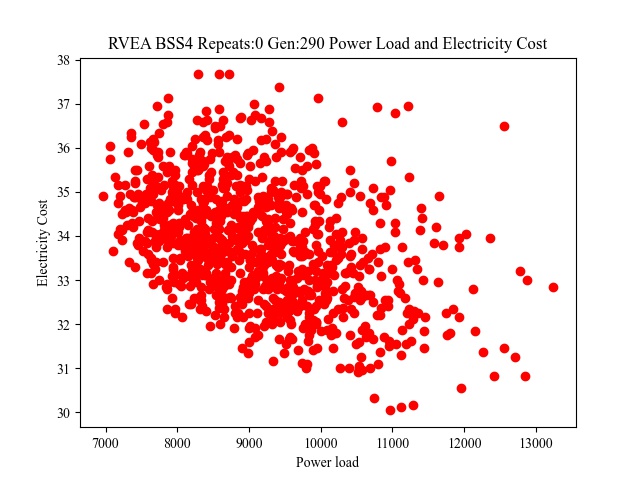 RVEA BSS4 Repeats:0 Gen:290 Power Load and Electricity Cost
38
37
36
35
34
33
32
31
30
Electricity Cost
7000 8000 9000 10000 11000 12000 13000
Power load